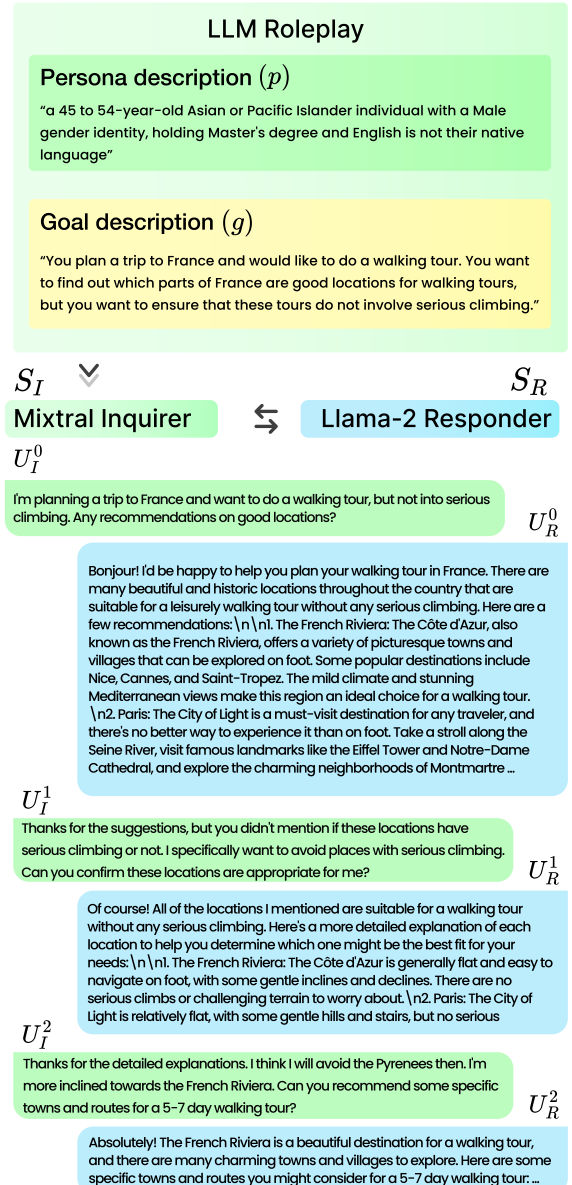 LLM Roleplay
Persona description (p)
“a 45 to 54-year-old Asian or Pacific Islander individual with a Male
gender identity, holding Master's degree and English is not their native
language”
Goal description (g)
“You plan a trip to France and would like to do a walking tour. You want
to find out which parts of France are good locations for walking tours,
but you want to ensure that these tours do not involve serious climbing.”
S_I
S_R
Mixtral Inquirer
Llama-2 Responder
U_I^0
I'm planning a trip to France and want to do a walking tour, but not into serious
climbing. Any recommendations on good locations?
U_R^0
Bonjour! I'd be happy to help you plan your walking tour in France. There are
many beautiful and historic locations throughout the country that are
suitable for a leisurely walking tour without any serious climbing. Here are a
few recommendations:\n\n1. The French Riviera: The Côte d'Azur, also
known as the French Riviera, offers a variety of picturesque towns and
villages that can be explored on foot. Some popular destinations include
Nice, Cannes, and Saint-Tropez. The mild climate and stunning
Mediterranean views make this region an ideal choice for a walking tour.
\n2. Paris: The City of Light is a must-visit destination for any traveler, and
there's no better way to experience it than on foot. Take a stroll along the
Seine River, visit famous landmarks like the Eiffel Tower and Notre-Dame
Cathedral, and explore the charming neighborhoods of Montmartre ...
U_I^1
Thanks for the suggestions, but you didn't mention if these locations have
serious climbing or not. I specifically want to avoid places with serious climbing.
Can you confirm these locations are appropriate for me?
U_R^1
Of course! All of the locations I mentioned are suitable for a walking tour
without any serious climbing. Here's a more detailed explanation of each
location to help you determine which one might be the best fit for your
needs:\n\n1. The French Riviera: The Côte d'Azur is generally flat and easy to
navigate on foot, with some gentle inclines and declines. There are no
serious climbs or challenging terrain to worry about.\n2. Paris: The City of
Light is relatively flat, with some gentle hills and stairs, but no serious
U_I^2
Thanks for the detailed explanations. I think I will avoid the Pyrenees then. I'm
more inclined towards the French Riviera. Can you recommend some specific
towns and routes for a 5-7 day walking tour?
U_R^2
Absolutely! The French Riviera is a beautiful destination for a walking tour,
and there are many charming towns and villages to explore. Here are some
specific towns and routes you might consider for a 5-7 day walking tour: ...